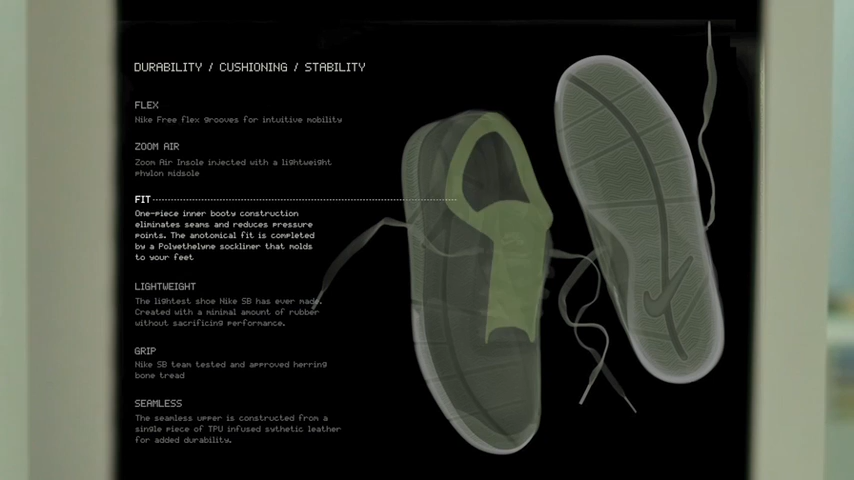 DURABILITY / CUSHIONING / STABILITY
FLEX
Nike Free flex grooves for intuitive mobility
ZOOM AIR
Zoom Air Insole injected with a lightweight
phylon midsole
FIT
One-piece inner booty construction
eliminates seams and reduces pressure
points. The anatomical fit is completed
by a Polyethelyne sockliner that molds
to your feet
LIGHTWEIGHT
The lightest shoe Nike SB has ever made.
Created with a minimal amount of rubber
without sacrificing performance.
GRIP
Nike SB team tested and approved herring
bone tread
SEAMLESS
The seamless upper is constructed from a
single piece of TPU infused sythetic leather
for added durability.